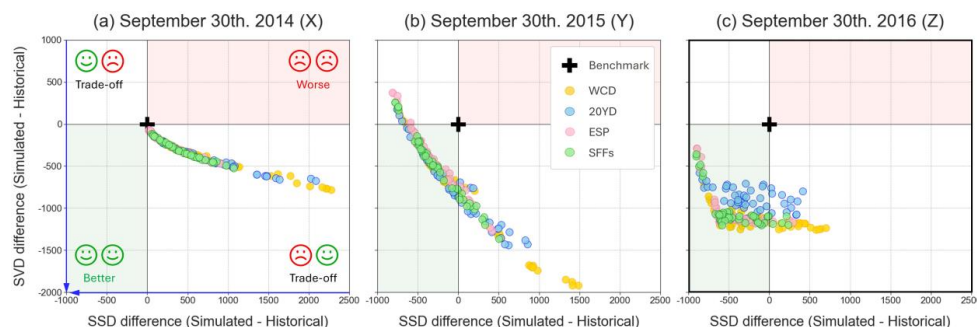 (a) September 30th. 2014 (X)
(b) September 30th. 2015 (Y)
(c) September 30th. 2016 (Z)
SVD difference (Simulated - Historical)
1000
500
0
-500
-1000
-1500
-2000
Trade-off
Worse
Better
Trade-off
Benchmark
WCD
20YD
ESP
SFFs
-1000 -500 0 500 1000 1500 2000 2500
-1000 -500 0 500 1000 1500 2000 2500
-1000 -500 0 500 1000 1500 2000 2500
SSD difference (Simulated - Historical)
SSD difference (Simulated - Historical)
SSD difference (Simulated - Historical)